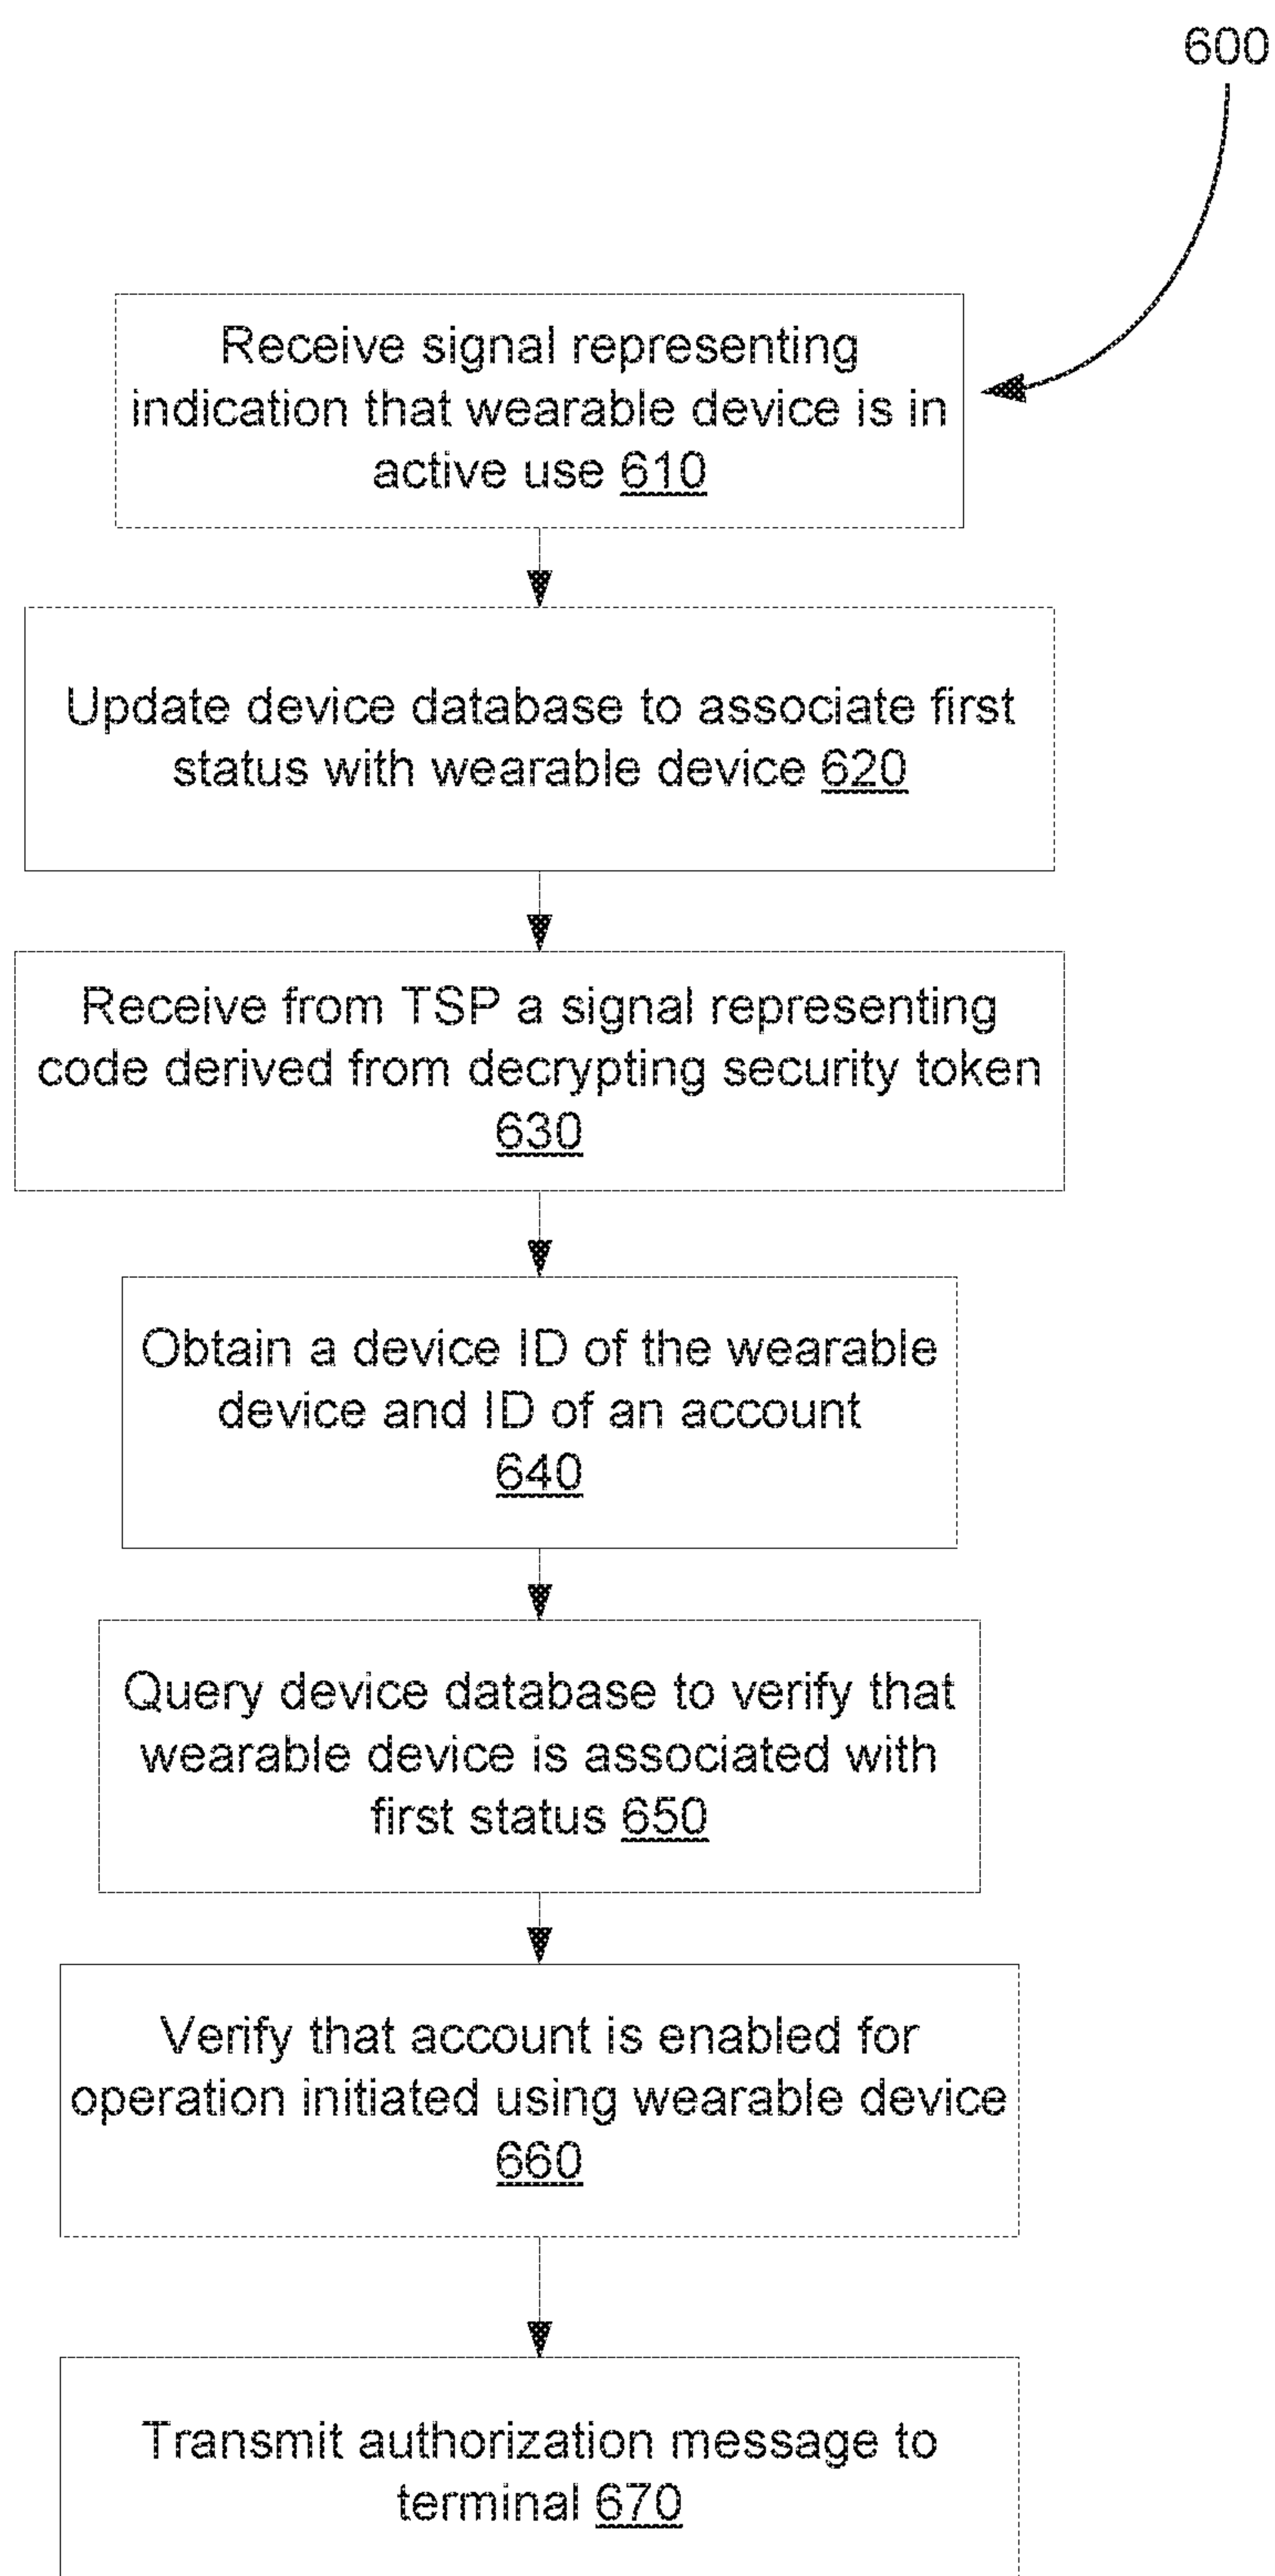 600
Receive signal representing
indication that wearable device is in
active use 610
Update device database to associate first
status with wearable device 620
Receive from TSP a signal representing
code derived from decrypting security token
630
Obtain a device ID of the wearable
device and ID of an account
640
Query device database to verify that
wearable device is associated with
first status 650
Verify that account is enabled for
operation initiated using wearable device
660
Transmit authorization message to
terminal 670